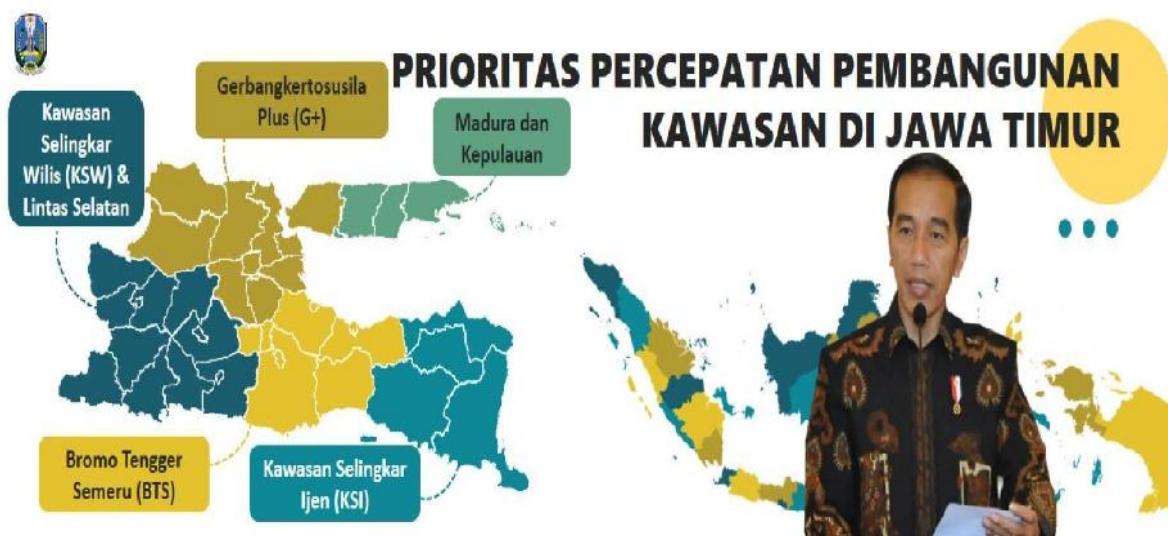 PRIORITAS PERCEPATAN PEMBANGUNAN
KAWASAN DI JAWA TIMUR
Kawasan
Selingkar
Wilis (KSW) &
Lintas Selatan
Gerbangkertosusila
Plus (G+)
Madura dan
Kepulauan
Bromo Tengger
Semeru (BTS)
Kawasan Selingkar
Ijen (KSI)